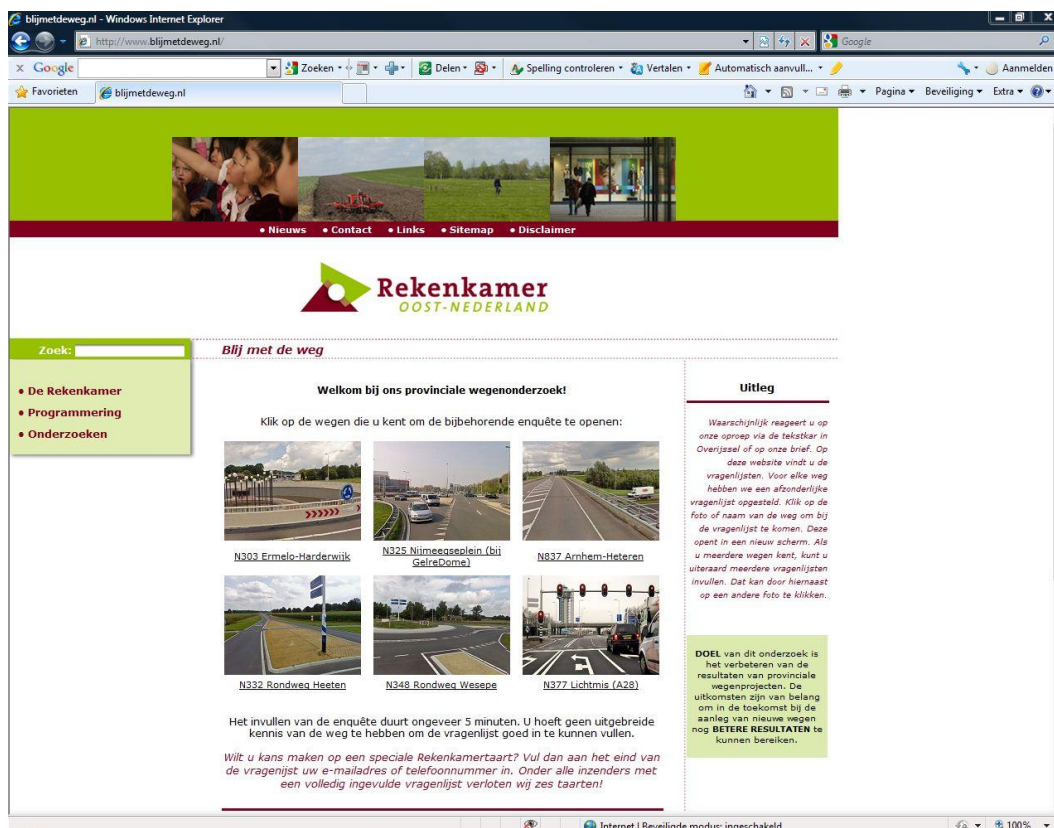 blijmetdeweg.nl - Windows Internet Explorer
http://www.blijmetdeweg.nl/
Google
x Google Zoeken Delen Spelling controleren Vertalen Automatisch aanvull... Aanmelden
Favorieten blijmetdeweg.nl Pagina Beveiliging Extra
• Nieuws • Contact • Links • Sitemap • Disclaimer
Rekenkamer
OOST-NEDERLAND
Zoek:
• De Rekenkamer
• Programmering
• Onderzoeken
Blij met de weg
Welkom bij ons provinciale wegenonderzoek!
Klik op de wegen die u kent om de bijbehorende enquête te openen:
N303 Ermelo-Harderwijk
N325 Nijmeegseplein (bij
GelreDome)
N837 Arnhem-Heteren
N332 Rondweg Heeten
N348 Rondweg Wesepe
N377 Lichtmis (A28)
Het invullen van de enquête duurt ongeveer 5 minuten. U hoeft geen uitgebreide
kennis van de weg te hebben om de vragenlijst goed in te kunnen vullen.
Wilt u kans maken op een speciale Rekenkamertaart? Vul dan aan het eind van
de vragenijst uw e-mailadres of telefoonnummer in. Onder alle inzenders met
een volledig ingevulde vragenlijst verloten wij zes taarten!
Uitleg
Waarschijnlijk reageert u op
onze oproep via de tekstkar in
Overijssel of op onze brief. Op
deze website vindt u de
vragenlijsten. Voor elke weg
hebben we een afzonderlijke
vragenlijst opgesteld. Klik op de
foto of naam van de weg om bij
de vragenlijst te komen. Deze
opent in een nieuw scherm. Als
u meerdere wegen kent, kunt u
uiteraard meerdere vragenlijsten
invullen. Dat kan door hiernaast
op een andere foto te klikken.
DOEL van dit onderzoek is
het verbeteren van de
resultaten van provinciale
wegenprojecten. De
uitkomsten zijn van belang
om in de toekomst bij de
aanleg van nieuwe wegen
nog BETERE RESULTATEN te
kunnen bereiken.
Internet | Beveiligde modus: ingeschakeld 100%